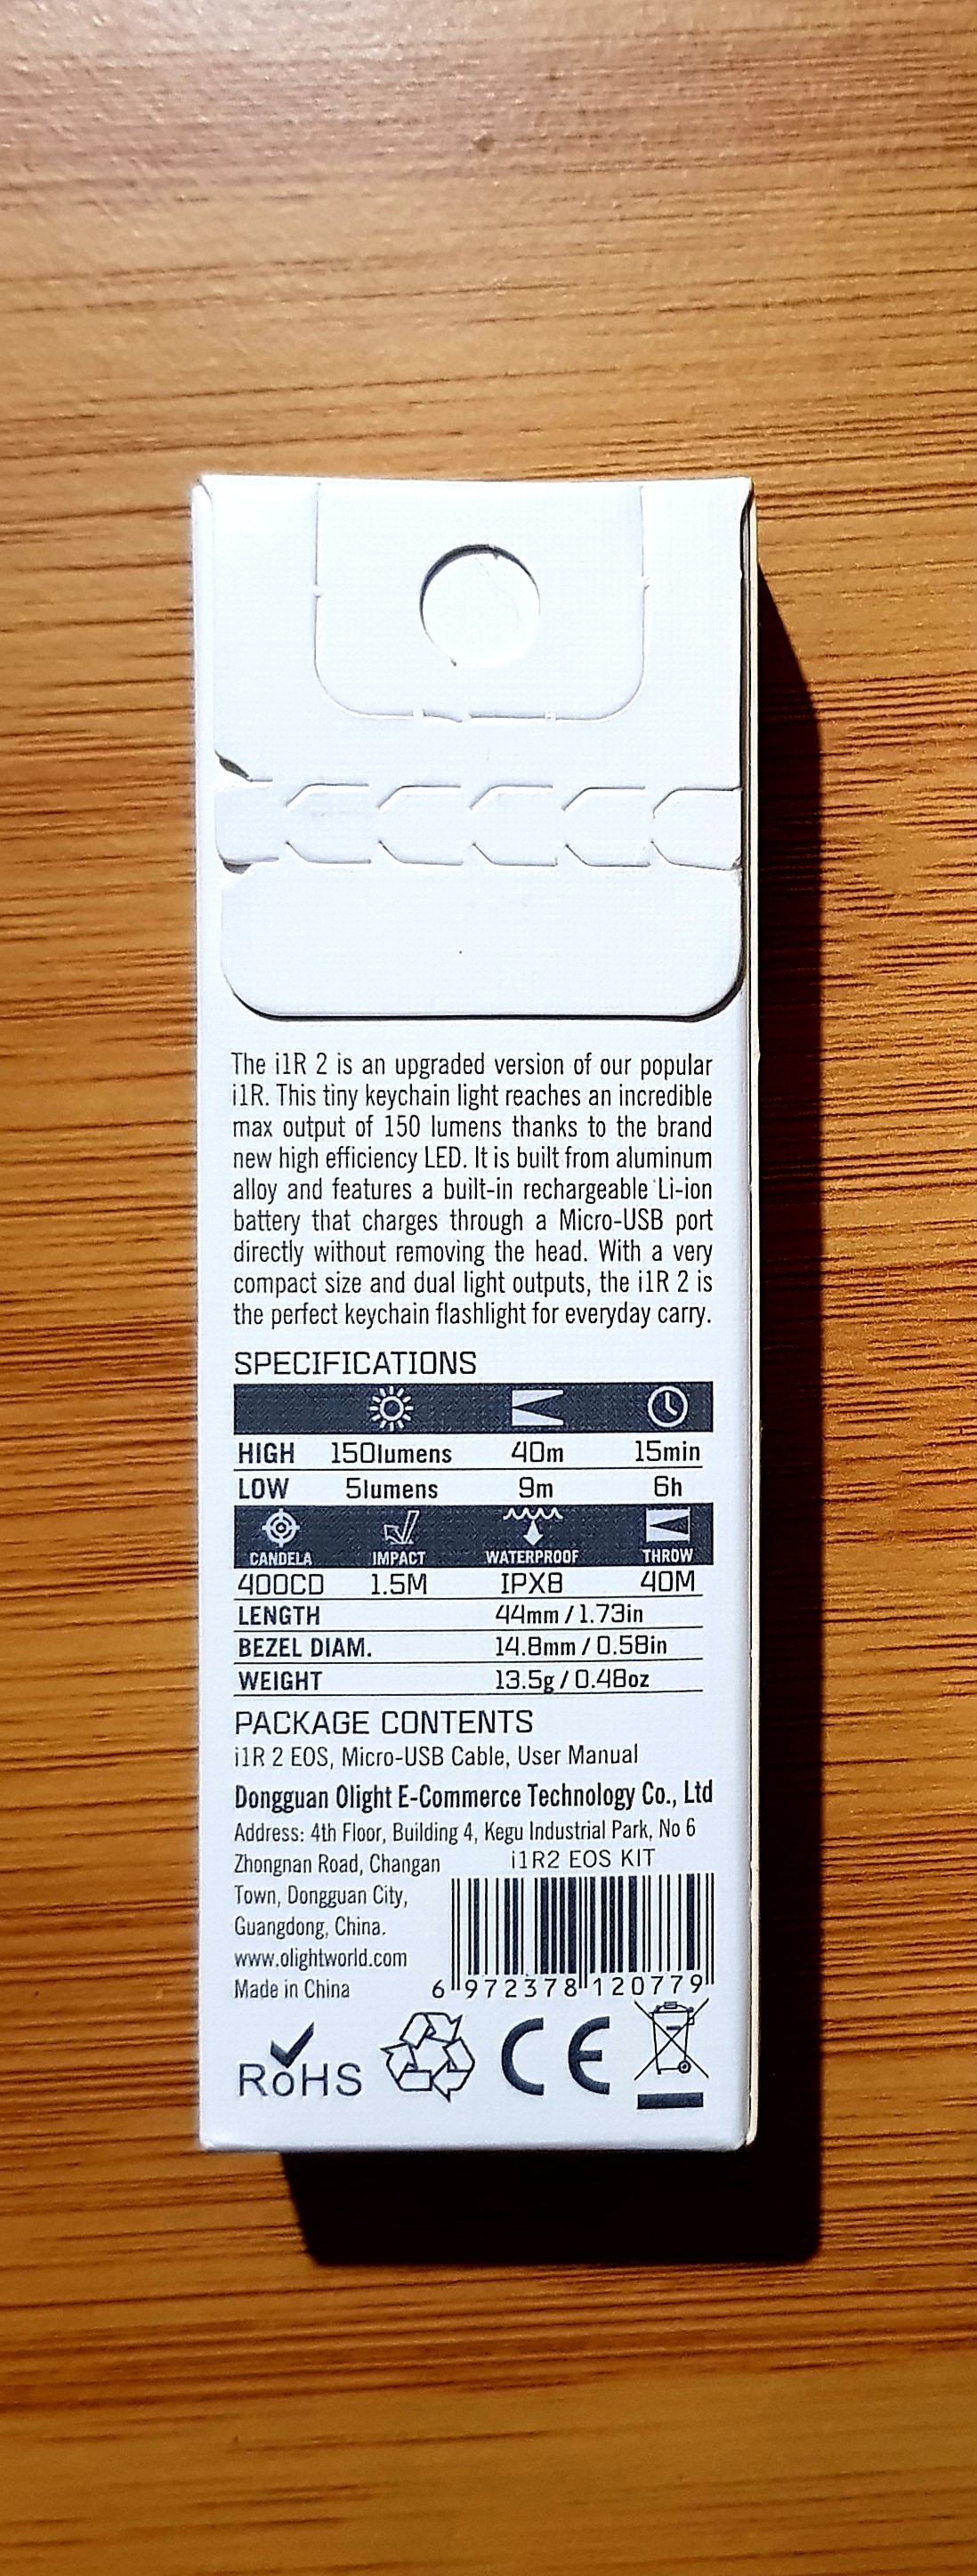 The i1R 2 is an upgraded version of our popular
i1R. This tiny keychain light reaches an incredible
max output of 150 lumens thanks to the brand
new high efficiency LED. It is built from aluminum
alloy and features a built-in rechargeable Li-ion
battery that charges through a Micro-USB port
directly without removing the head. With a very
compact size and dual light outputs, the i1R 2 is
the perfect keychain flashlight for everyday carry.
SPECIFICATIONS
HIGH 150lumens 40m 15min
LOW 5lumens 9m 6h
CANDELA IMPACT WATERPROOF THROW
400CD 1.5M IPX8 40M
LENGTH 44mm / 1.73in
BEZEL DIAM. 14.8mm / 0.58in
WEIGHT 13.5g / 0.48oz
PACKAGE CONTENTS
i1R 2 EOS, Micro-USB Cable, User Manual
Dongguan Olight E-Commerce Technology Co., Ltd
Address: 4th Floor, Building 4, Kegu Industrial Park, No 6
Zhongnan Road, Changan
Town, Dongguan City,
Guangdong, China.
www.olightworld.com
Made in China
i1R2 EOS KIT
6 972378 120779
RoHS CE